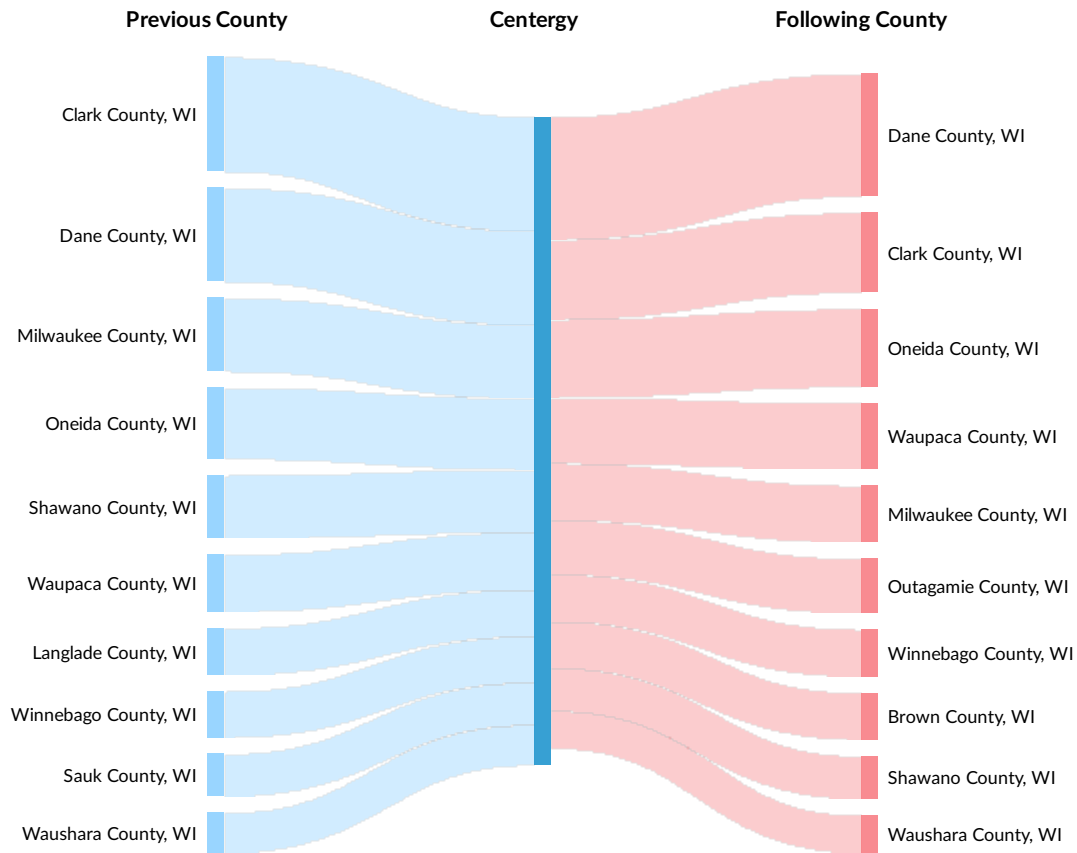 Previous County
Centergy
Following County
Clark County, WI
Dane County, WI
Milwaukee County, WI
Oneida County, WI
Shawano County, WI
Waupaca County, WI
Langlade County, WI
Winnebago County, WI
Sauk County, WI
Waushara County, WI
Dane County, WI
Clark County, WI
Oneida County, WI
Waupaca County, WI
Milwaukee County, WI
Outagamie County, WI
Winnebago County, WI
Brown County, WI
Shawano County, WI
Waushara County, WI